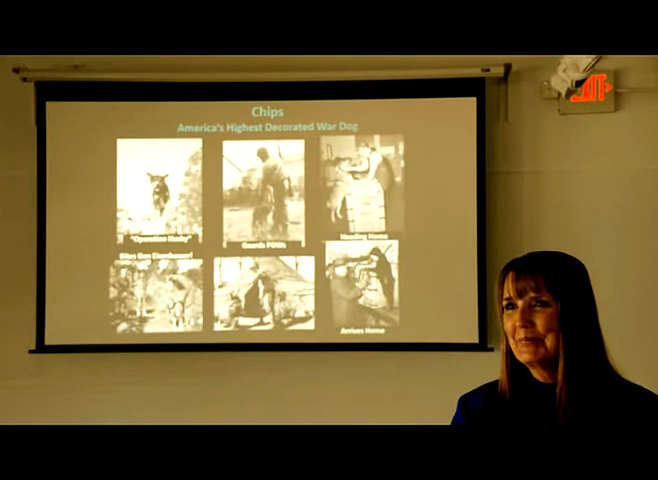 Chips
America's Highest Decorated War Dog
"Operation Husky"
Guards POWs
Heading Home
Bites Gen Eisenhower!
Arrives Home
EXIT